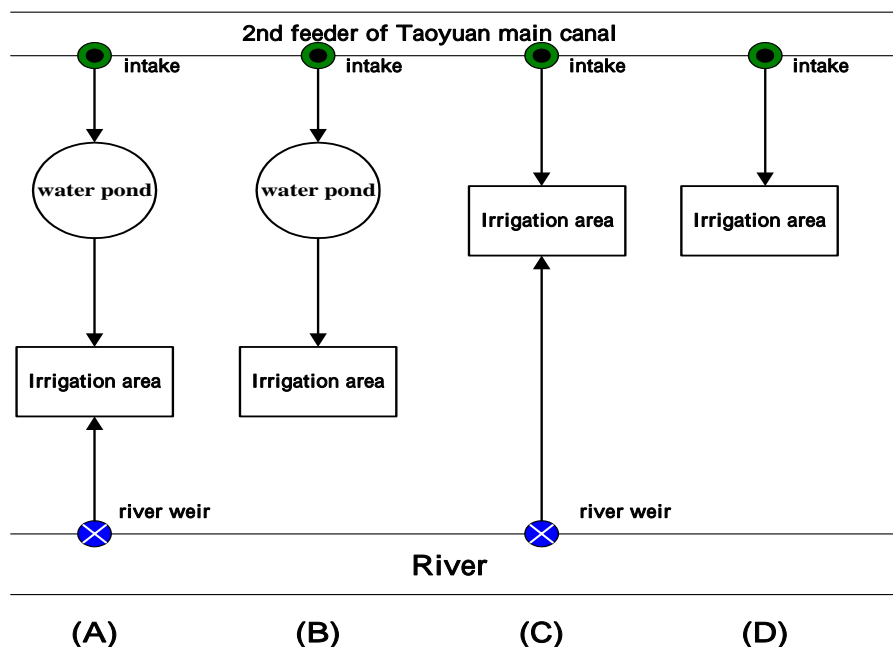 2nd feeder of Taoyuan main canal
intake intake intake intake
water pond water pond
Irrigation area Irrigation area
Irrigation area Irrigation area
river weir river weir
River
(A) (B) (C) (D)